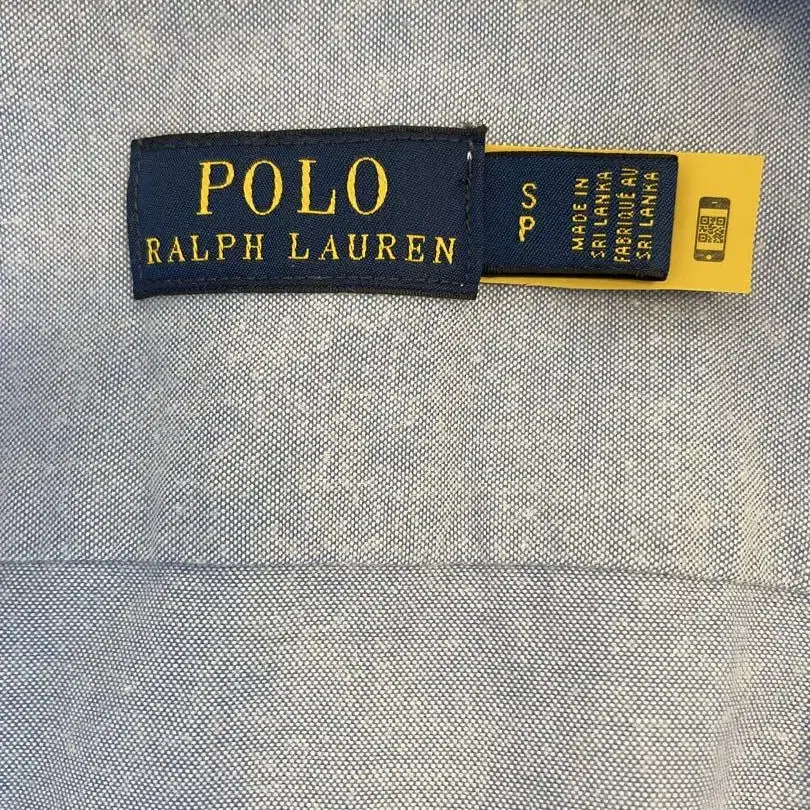 POLO
RALPH LAUREN
S
P
MADE IN
SRI LANKA
FABRIQUÉ AU
SRI LANKA